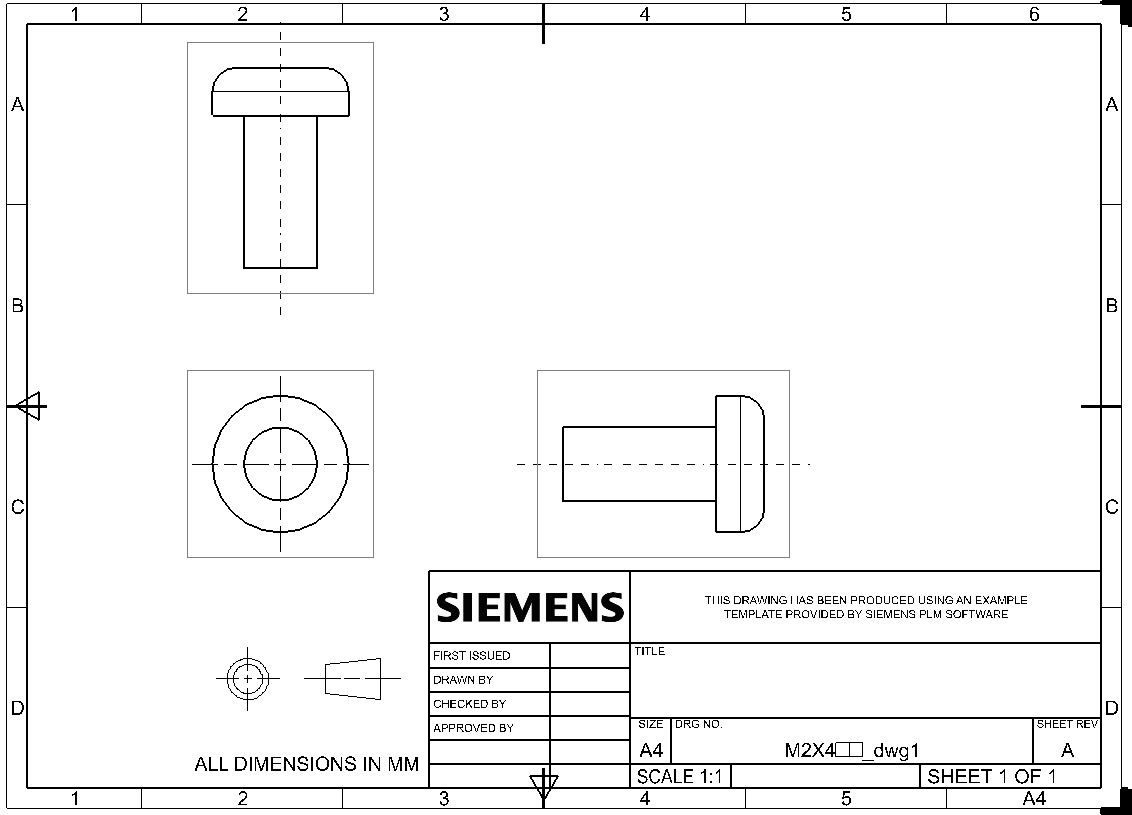 1 2 3 4 5 6
A A
B B
C C
D D
SIEMENS
THIS DRAWING HAS BEEN PRODUCED USING AN EXAMPLE
TEMPLATE PROVIDED BY SIEMENS PLM SOFTWARE
FIRST ISSUED
TITLE
DRAWN BY
CHECKED BY
APPROVED BY
SIZE DRG NO. SHEET REV
A4 M2X4□□_dwg1 A
ALL DIMENSIONS IN MM
SCALE 1:1 SHEET 1 OF 1
1 2 3 4 5 A4